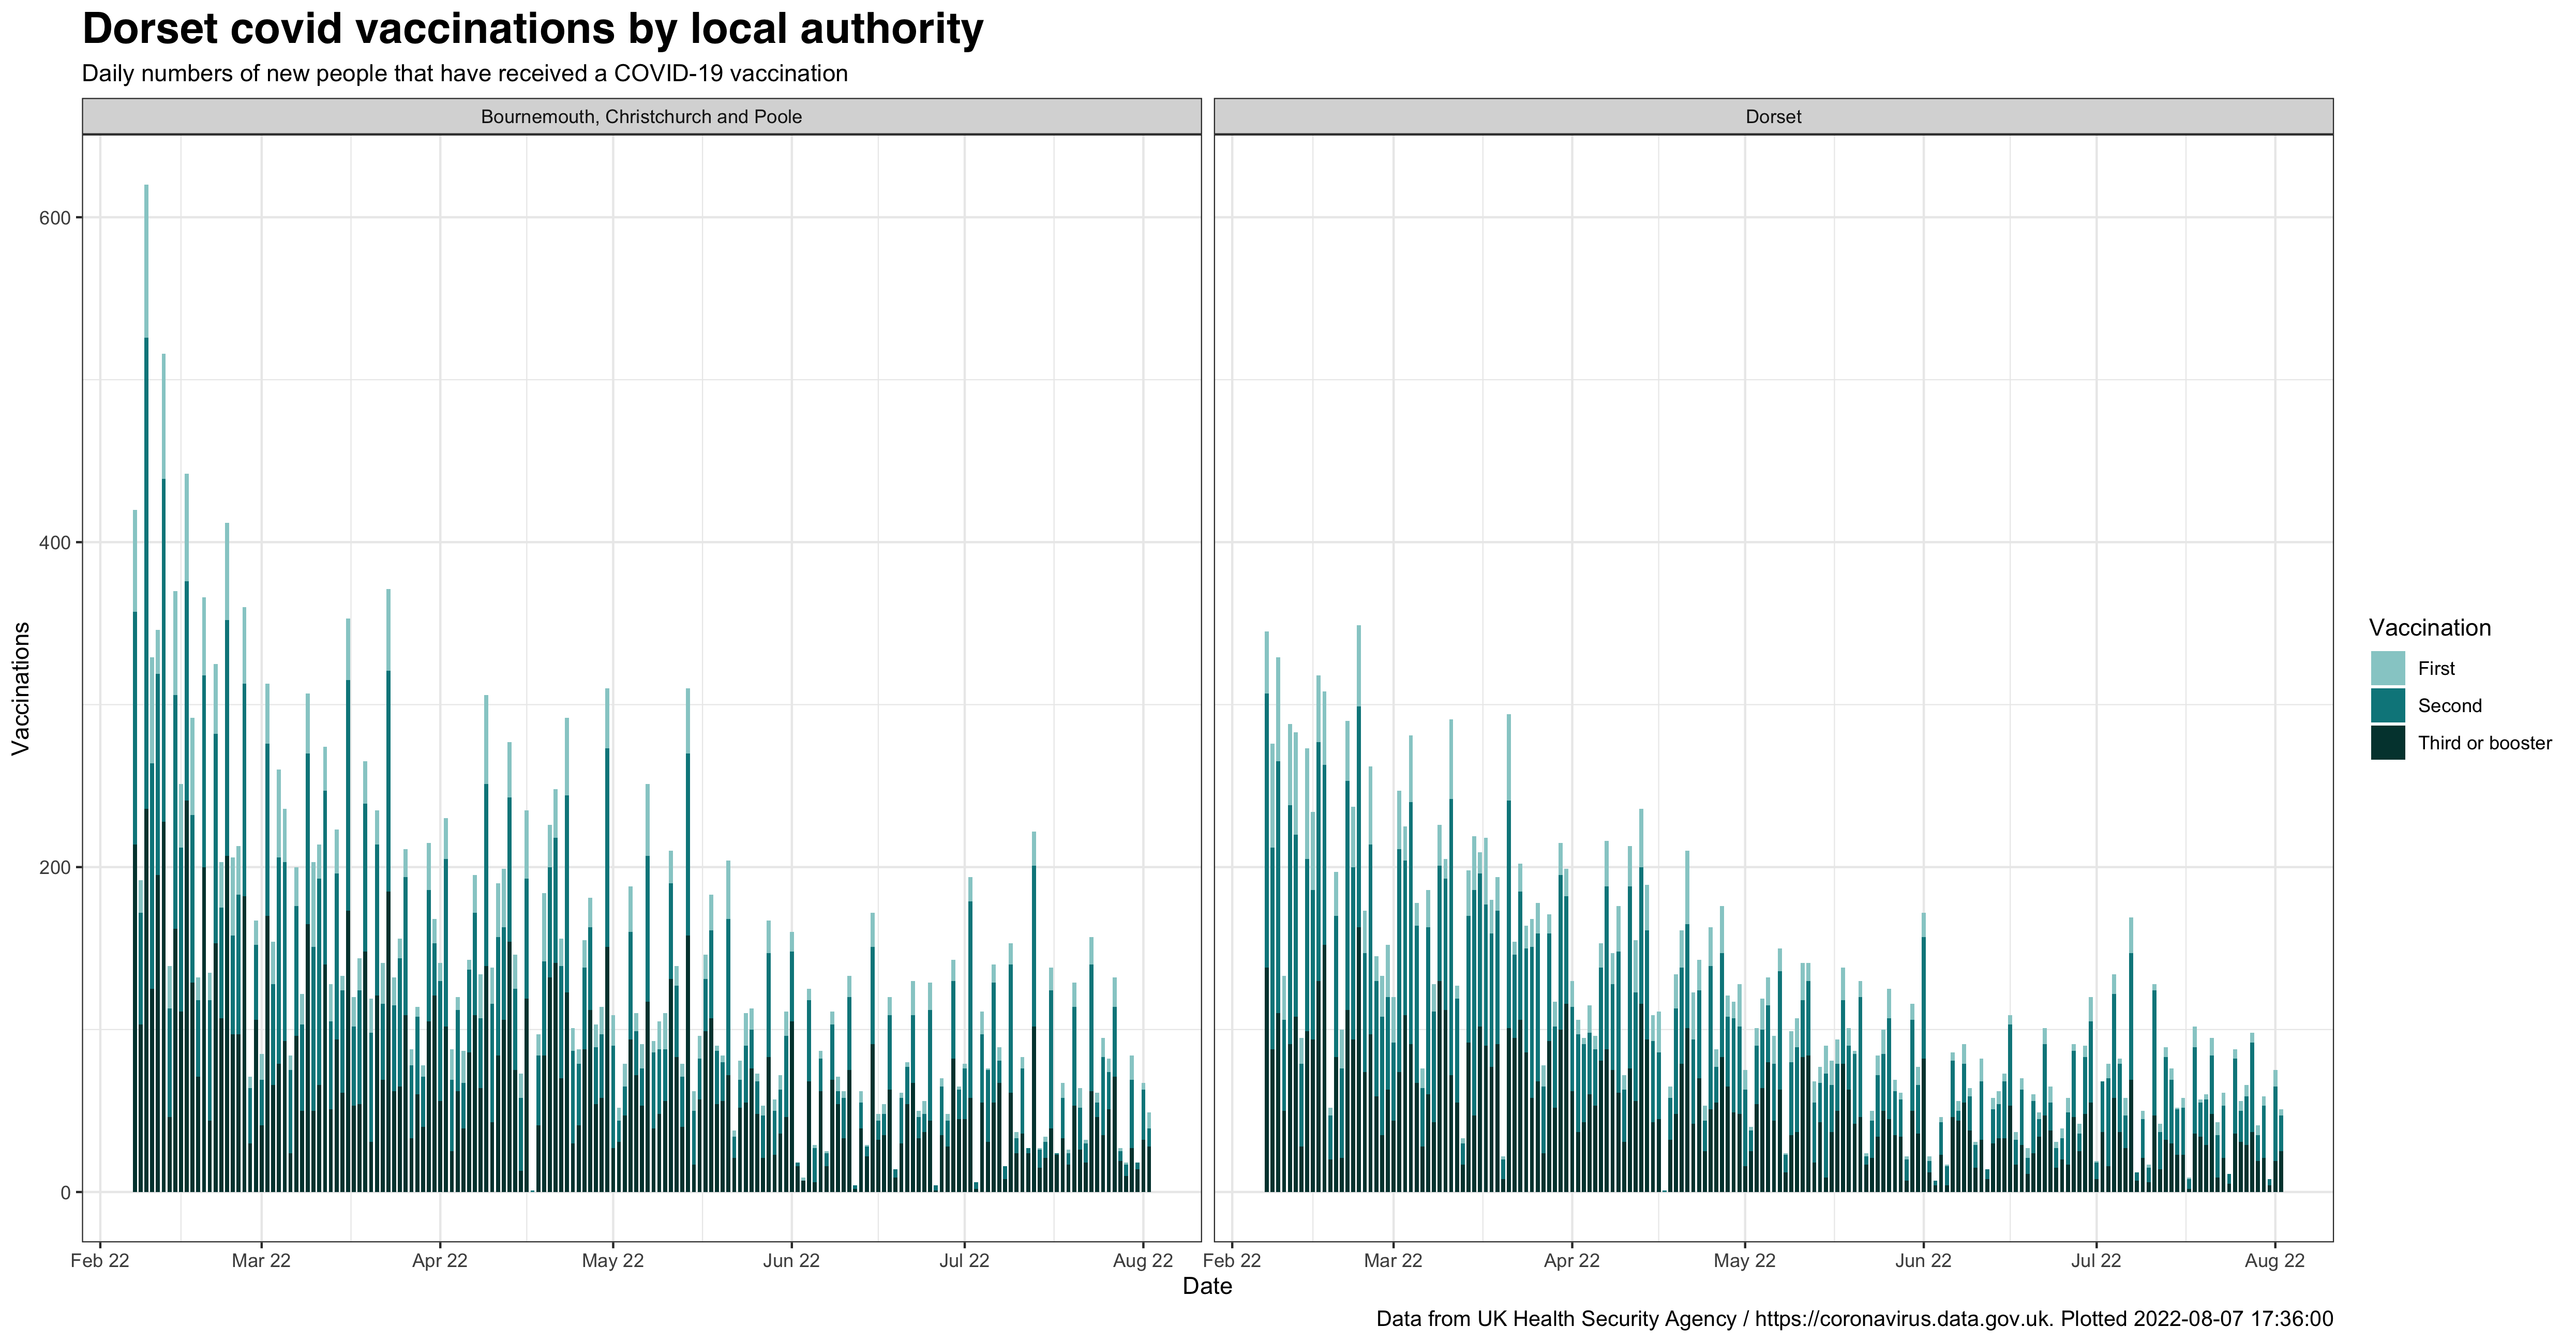 Dorset covid vaccinations by local authority
Daily numbers of new people that have received a COVID-19 vaccination
Bournemouth, Christchurch and Poole
Dorset
Vaccinations
600
400
200
0
Feb 22 Mar 22 Apr 22 May 22 Jun 22 Jul 22 Aug 22
Feb 22 Mar 22 Apr 22 May 22 Jun 22 Jul 22 Aug 22
Date
Vaccination
First
Second
Third or booster
Data from UK Health Security Agency / https://coronavirus.data.gov.uk. Plotted 2022-08-07 17:36:00